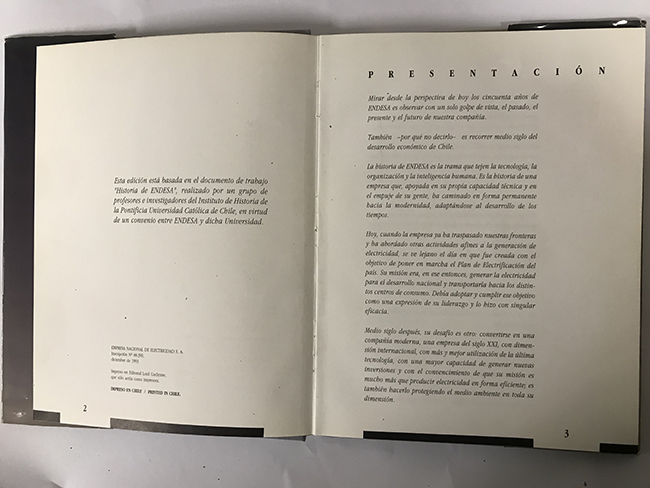 Esta edición está basada en el documento de trabajo
"Historia de ENDESA", realizado por un grupo de
profesores e investigadores del Instituto de Historia de
la Pontificia Universidad Católica de Chile, en virtud
de un convenio entre ENDESA y dicha Universidad.
EMPRESA NACIONAL DE ELECTRICIDAD S. A.
Inscripción Nº
diciembre de
Impreso en Editorial Lord Cochrane,
que sólo actúa como impresora.
IMPRESO EN CHILE / PRINTED IN CHILE.
2
PRESENTACIÓN
Mirar desde la perspectiva de hoy los cincuenta años de
ENDESA es observar con un solo golpe de vista, el pasado, el
presente y el futuro de nuestra compañía.
También -por qué no decirlo- es recorrer medio siglo del
desarrollo económico de Chile.
La historia de ENDESA es la trama que tejen la tecnología, la
organización y la inteligencia humana. Es la historia de una
empresa que, apoyada en su propia capacidad técnica y en
el empuje de su gente, ha caminado en forma permanente
hacia la modernidad, adaptándose al desarrollo de los
tiempos.
Hoy, cuando la empresa ya ha traspasado nuestras fronteras
y ha abordado otras actividades afines a la generación de
electricidad, se ve lejano el día en que fue creada con el
objetivo de poner en marcha el Plan de Electrificación del
país. Su misión era, en ese entonces, generar la electricidad
para el desarrollo nacional y transportarla hacia los distin-
tos centros de consumo. Debía adoptar y cumplir ese objetivo
como una expresión de su liderazgo y lo hizo con singular
eficacia.
Medio siglo después, su desafío es otro: convertirse en una
compañía moderna, una empresa del siglo XXI, con dimen-
sión internacional, con más y mejor utilización de la última
tecnología, con una mayor capacidad de generar nuevas
inversiones y con el convencimiento de que su misión es
mucho más que producir electricidad en forma eficiente; es
también hacerlo protegiendo el medio ambiente en toda su
dimensión.
3